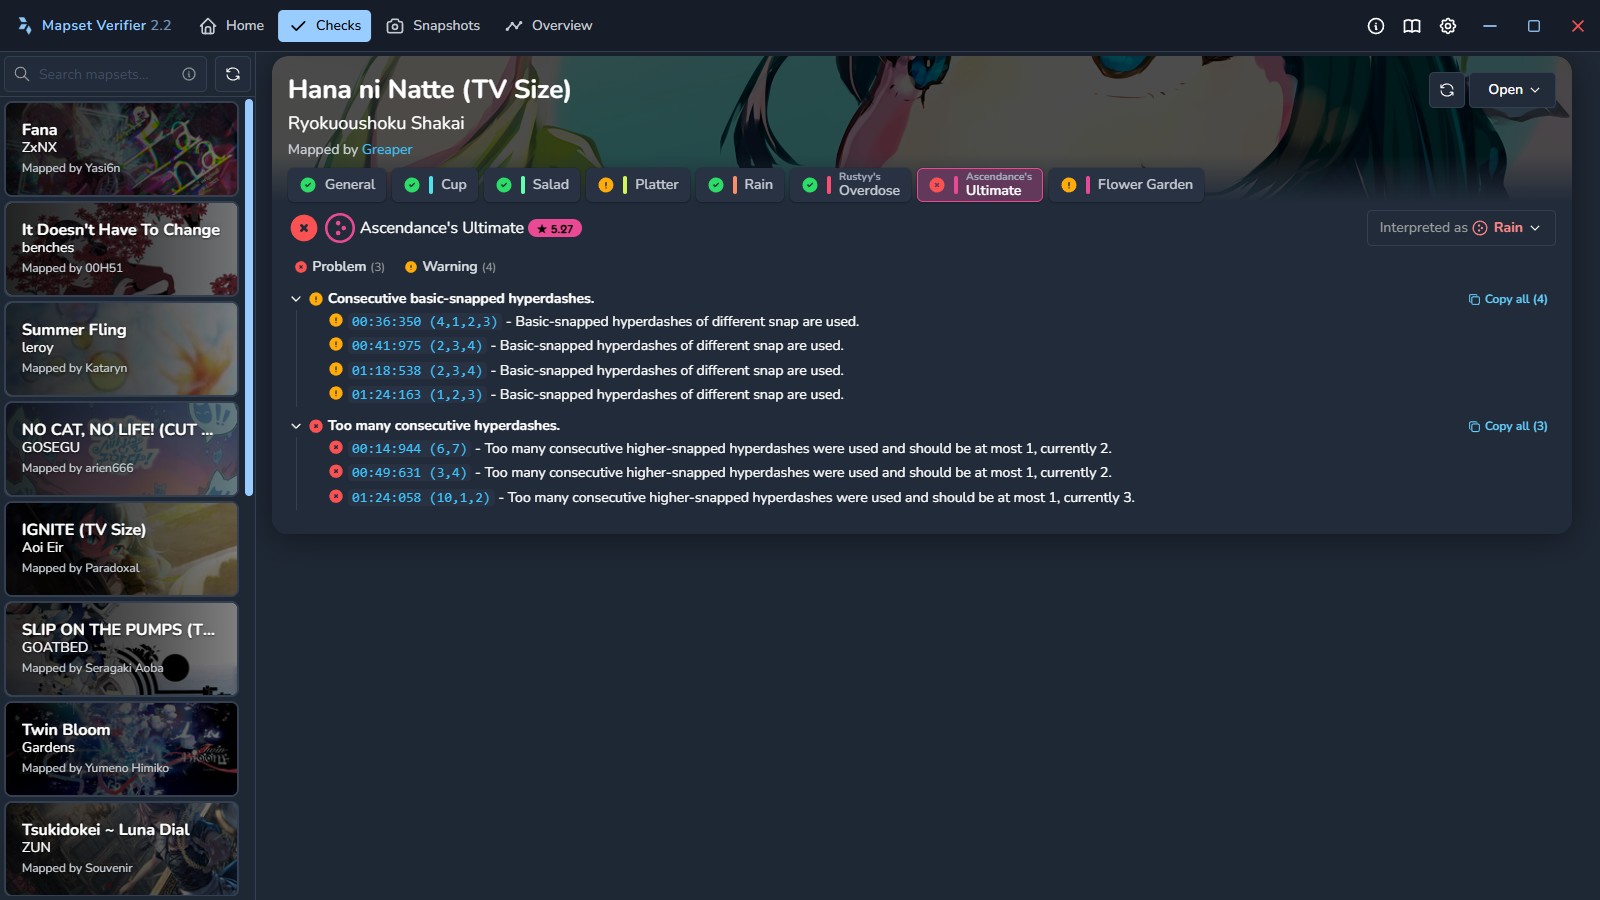 Mapset Verifier 2.2
Home
Checks
Snapshots
Overview
Search mapsets...
Fana
ZxNX
Mapped by Yasi6n
It Doesn't Have To Change
benches
Mapped by 00H51
Summer Fling
leroy
Mapped by Kataryn
NO CAT, NO LIFE! (CUT ...
GOSEGU
Mapped by arien666
IGNITE (TV Size)
Aoi Eir
Mapped by Paradoxal
SLIP ON THE PUMPS (T...
GOATBED
Mapped by Seragaki Aoba
Twin Bloom
Gardens
Mapped by Yumeno Himiko
Tsukidokei ~ Luna Dial
ZUN
Mapped by Souvenir
Hana ni Natte (TV Size)
Open
Ryokuoushoku Shakai
Mapped by Greaper
General
Cup
Salad
Platter
Rain
Rustyy's
Overdose
Ascendance's
Ultimate
Flower Garden
Ascendance's Ultimate ★ 5.27
Interpreted as Rain
Problem (3) Warning (4)
Consecutive basic-snapped hyperdashes.
Copy all (4)
00:36:350 (4,1,2,3) - Basic-snapped hyperdashes of different snap are used.
00:41:975 (2,3,4) - Basic-snapped hyperdashes of different snap are used.
01:18:538 (2,3,4) - Basic-snapped hyperdashes of different snap are used.
01:24:163 (1,2,3) - Basic-snapped hyperdashes of different snap are used.
Too many consecutive hyperdashes.
Copy all (3)
00:14:944 (6,7) - Too many consecutive higher-snapped hyperdashes were used and should be at most 1, currently 2.
00:49:631 (3,4) - Too many consecutive higher-snapped hyperdashes were used and should be at most 1, currently 2.
01:24:058 (10,1,2) - Too many consecutive higher-snapped hyperdashes were used and should be at most 1, currently 3.